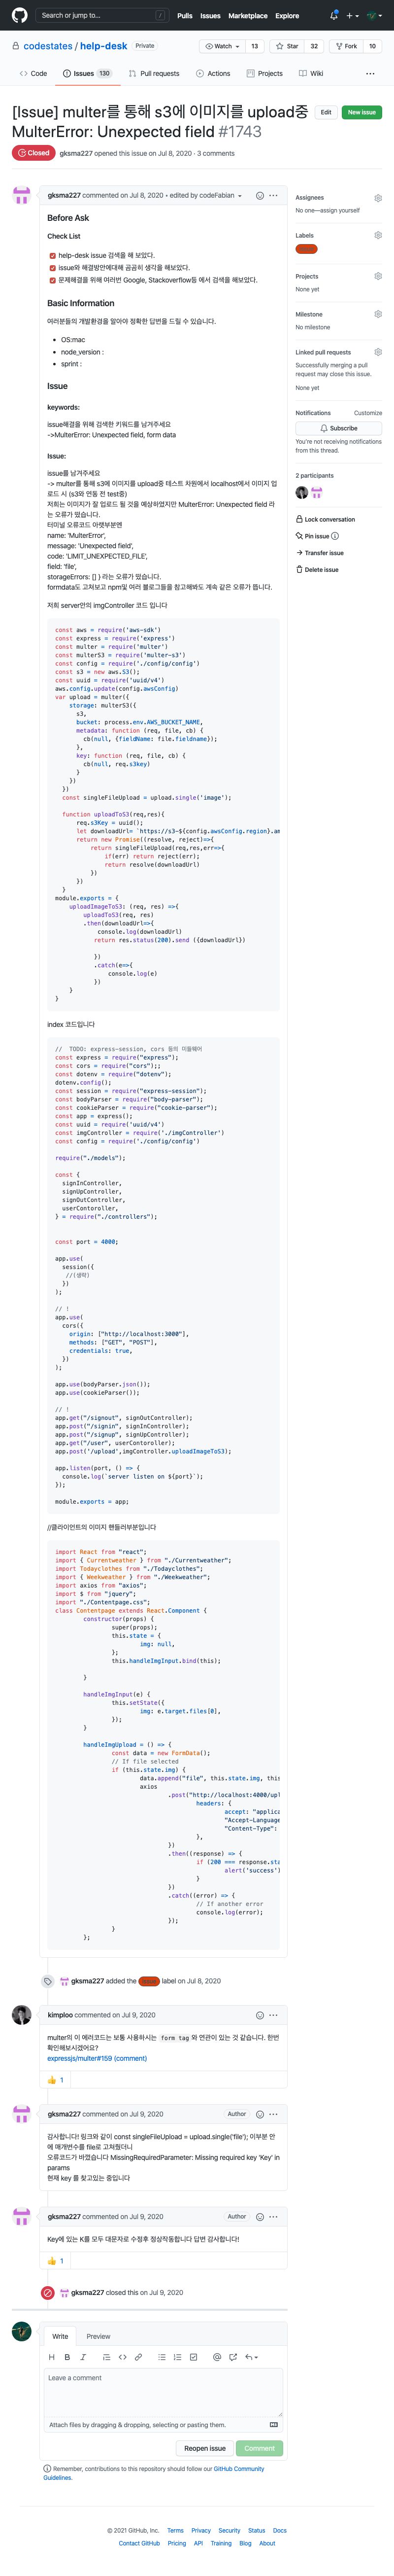 Search or jump to...
/
Pulls Issues Marketplace Explore
codestates / help-desk Private
Watch 13 Star 32 Fork 10
Code Issues 130 Pull requests Actions Projects Wiki
[Issue] multer를 통해 s3에 이미지를 upload중 MulterError: Unexpected field #1743
Edit New issue
Closed gksma227 opened this issue on Jul 8, 2020 · 3 comments
gksma227 commented on Jul 8, 2020 • edited by codeFabian
Before Ask
Check List
help-desk issue 검색을 해 보았다.
issue와 해결방안에대해 곰곰히 생각을 해보았다.
문제해결을 위해 여러번 Google, Stackoverflow등 에서 검색을 해보았다.
Basic Information
여러분들의 개발환경을 알아야 정확한 답변을 드릴 수 있습니다.
OS:mac
node_version :
sprint :
Issue
keywords:
issue해결을 위해 검색한 키워드를 남겨주세요
->MulterError: Unexpected field, form data
Issue:
issue를 남겨주세요
-> multer를 통해 s3에 이미지를 upload중 테스트 차원에서 localhost에서 이미지 업
로드 시 (s3와 연동 전 test중)
저희는 이미지가 잘 업로드 될 것을 예상하였지만 MulterError: Unexpected field 라
는 오류가 떴습니다.
터미널 오류코드 아랫부분엔
name: 'MulterError',
message: 'Unexpected field',
code: 'LIMIT_UNEXPECTED_FILE',
field: 'file',
storageErrors: [] } 라는 오류가 떴습니다.
formdata도 고쳐보고 npm및 여러 블로그들을 참고해봐도 계속 같은 오류가 뜹니다.
저희 server안의 imgController 코드 입니다
const aws = require('aws-sdk')
const express = require('express')
const multer = require('multer')
const multerS3 = require('multer-s3')
const config = require('./config/config')
const s3 = new aws.S3();
const uuid = require('uuid/v4')
aws.config.update(config.awsConfig)
var upload = multer({
storage: multerS3({
s3,
bucket: process.env.AWS_BUCKET_NAME,
metadata: function (req, file, cb) {
cb(null, {fieldName: file.fieldname});
},
key: function (req, file, cb) {
cb(null, req.s3key)
}
})
})
const singleFileUpload = upload.single('image');
function uploadToS3(req,res){
req.s3Key = uuid();
let downloadUrl= `https://s3-${config.awsConfig.region}.am
return new Promise((resolve, reject)=>{
return singleFileUpload(req,res,err=>{
if(err) return reject(err);
return resolve(downloadUrl)
})
})
}
module.exports = {
uploadImageToS3: (req, res) =>{
uploadToS3(req, res)
.then(downloadUrl=>{
console.log(downloadUrl)
return res.status(200).send ({downloadUrl})
})
.catch(e=>{
console.log(e)
})
}
}
index 코드입니다
// TODO: express-session, cors 등의 미들웨어
const express = require("express");
const cors = require("cors");;
const dotenv = require("dotenv");
dotenv.config();
const session = require("express-session");
const bodyParser = require("body-parser");
const cookieParser = require("cookie-parser");
const app = express();
const uuid = require('uuid/v4')
const imgController = require('./imgController')
const config = require('./config/config')
require("./models");
const {
signInController,
signUpController,
signOutController,
userContorller,
} = require("./controllers");
const port = 4000;
app.use(
session({
//(생략)
})
);
// !
app.use(
cors({
origin: ["http://localhost:3000"],
methods: ["GET", "POST"],
credentials: true,
})
);
app.use(bodyParser.json());
app.use(cookieParser());
// !
app.get("/signout", signOutController);
app.post("/signin", signInController);
app.post("/signup", signUpController);
app.get("/user", userContorller);
app.post('/upload',imgController.uploadImageToS3);
app.listen(port, () => {
console.log(`server listen on ${port}`);
});
module.exports = app;
//클라이언트의 이미지 핸들러부분입니다
import React from "react";
import { Currentweather } from "./Currentweather";
import Todayclothes from "./Todayclothes";
import { Weekweather } from "./Weekweather";
import axios from "axios";
import $ from "jquery";
import "./Contentpage.css";
class Contentpage extends React.Component {
constructor(props) {
super(props);
this.state = {
img: null,
};
this.handleImgInput.bind(this);
}
handleImgInput(e) {
this.setState({
img: e.target.files[0],
});
}
handleImgUpload = () => {
const data = new FormData();
// If file selected
if (this.state.img) {
data.append("file", this.state.img, this
axios
.post("http://localhost:4000/upl
headers: {
accept: "applica
"Accept-Language
"Content-Type":
},
})
.then((response) => {
if (200 === response.sta
alert('success')
}
})
.catch((error) => {
// If another error
console.log(error);
});
}
};
gksma227 added the label on Jul 8, 2020
kimploo commented on Jul 9, 2020
multer의 이 에러코드는 보통 사용하시는 form tag 와 연관이 있는 것 같습니다. 한번
확인해보시겠어요?
expressjs/multer#159 (comment)
1
gksma227 commented on Jul 9, 2020 Author
감사합니다! 링크와 같이 const singleFileUpload = upload.single('file'); 이부분 안
에 매개변수를 file로 고쳐줬더니
오류코드가 바꼈습니다 MissingRequiredParameter: Missing required key 'Key' in
params
현재 key 를 찾고있는 중입니다
gksma227 commented on Jul 9, 2020 Author
Key에 있는 K를 모두 대문자로 수정후 정상작동합니다 답변 감사합니다!
1
gksma227 closed this on Jul 9, 2020
Write Preview
Leave a comment
Attach files by dragging & dropping, selecting or pasting them.
Reopen issue Comment
Remember, contributions to this repository should follow our GitHub Community
Guidelines.
Assignees
No one—assign yourself
Labels
Projects
None yet
Milestone
No milestone
Linked pull requests
Successfully merging a pull
request may close this issue.
None yet
Notifications Customize
Subscribe
You're not receiving notifications
from this thread.
2 participants
Lock conversation
Pin issue
Transfer issue
Delete issue
© 2021 GitHub, Inc. Terms Privacy Security Status Docs
Contact GitHub Pricing API Training Blog About